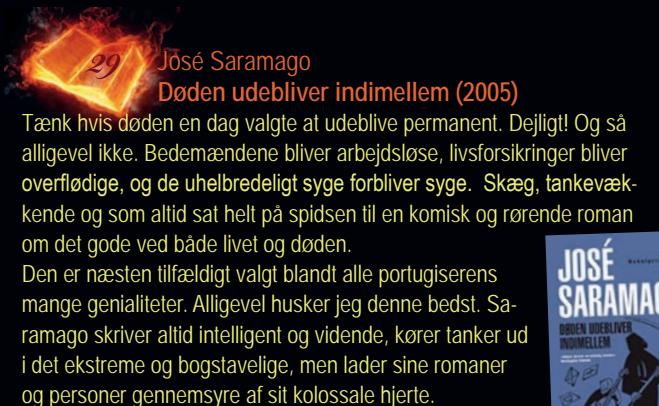 29
José Saramago
Døden udebliver indimellem (2005)
Tænk hvis døden en dag valgte at udeblive permanent. Dejligt! Og så
alligevel ikke. Bedemændene bliver arbejdsløse, livsforsikringer bliver
overflødige, og de uhelbredeligt syge forbliver syge. Skæg, tankevæk-
kende og som altid sat helt på spidsen til en komisk og rørende roman
om det gode ved både livet og døden.
Den er næsten tilfældigt valgt blandt alle portugiserens
mange genialiteter. Alligevel husker jeg denne bedst. Sa-
ramago skriver altid intelligent og vidende, kører tanker ud
i det ekstreme og bogstavelige, men lader sine romaner
og personer gennemsyre af sit kolossale hjerte.
JOSÉ
SARAMAG
DØDEN UDEBLIVER
INDIMELLEM